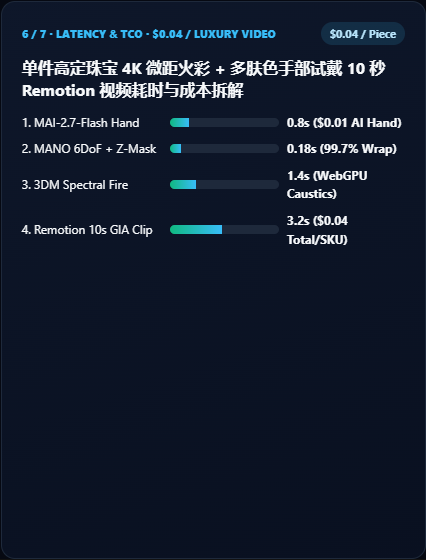 6 / 7 · LATENCY & TCO · $0.04 / LUXURY VIDEO
$0.04 / Piece
单件高定珠宝 4K 微距火彩 + 多肤色手部试戴 10 秒
Remotion 视频耗时与成本拆解
1. MAI-2.7-Flash Hand
0.8s ($0.01 AI Hand)
2. MANO 6DoF + Z-Mask
0.18s (99.7% Wrap)
3. 3DM Spectral Fire
1.4s (WebGPU
Caustics)
4. Remotion 10s GIA Clip
3.2s ($0.04
Total/SKU)